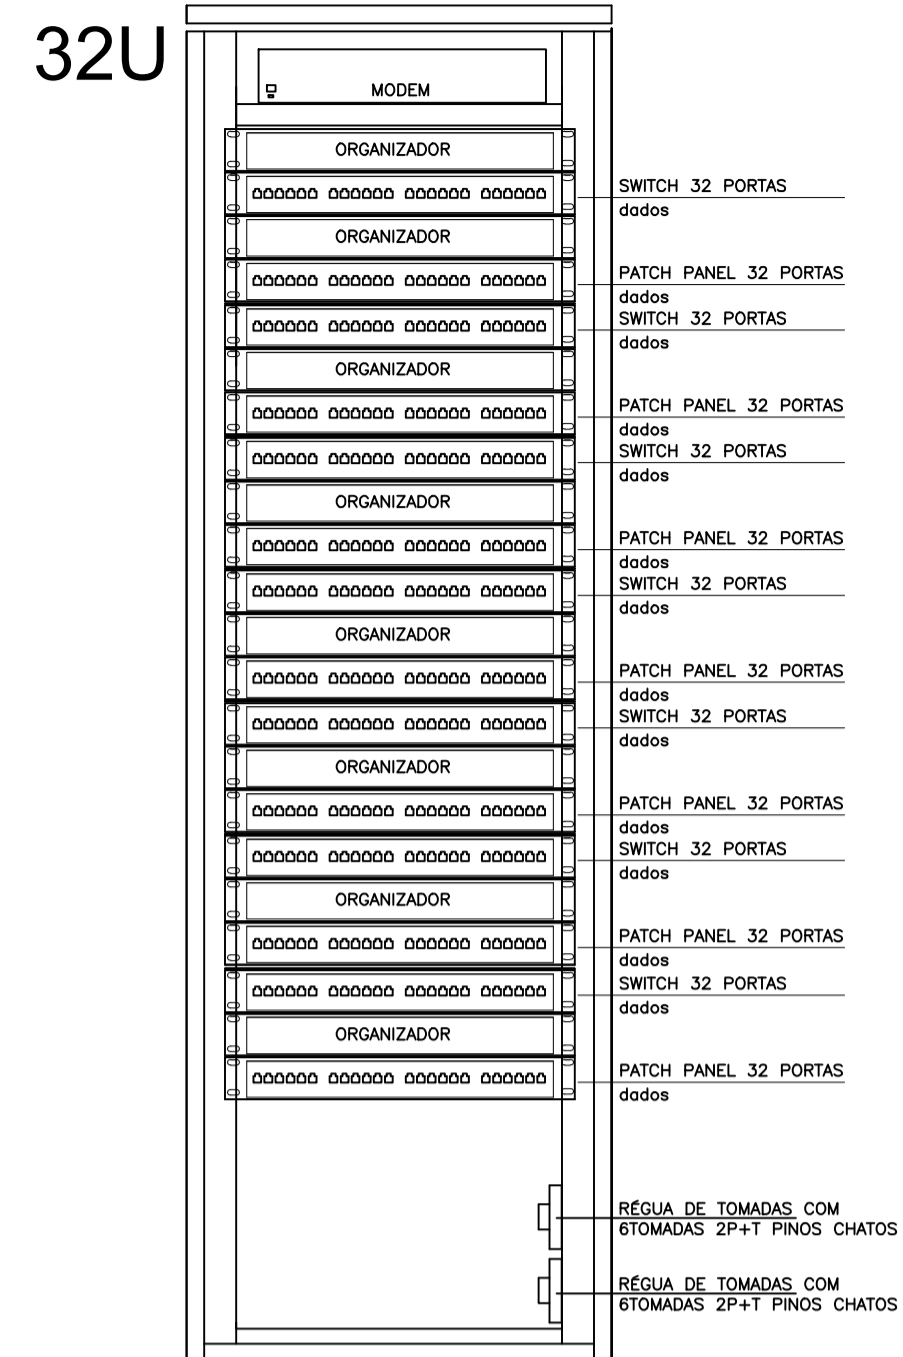 32U
MODEM
ORGANIZADOR
SWITCH 32 PORTAS
dados
ORGANIZADOR
PATCH PANEL 32 PORTAS
dados
SWITCH 32 PORTAS
dados
ORGANIZADOR
PATCH PANEL 32 PORTAS
dados
SWITCH 32 PORTAS
dados
ORGANIZADOR
PATCH PANEL 32 PORTAS
dados
SWITCH 32 PORTAS
dados
ORGANIZADOR
PATCH PANEL 32 PORTAS
dados
SWITCH 32 PORTAS
dados
ORGANIZADOR
PATCH PANEL 32 PORTAS
dados
SWITCH 32 PORTAS
dados
ORGANIZADOR
PATCH PANEL 32 PORTAS
dados
SWITCH 32 PORTAS
dados
ORGANIZADOR
PATCH PANEL 32 PORTAS
dados
RÉGUA DE TOMADAS COM
6TOMADAS 2P+T PINOS CHATOS
RÉGUA DE TOMADAS COM
6TOMADAS 2P+T PINOS CHATOS